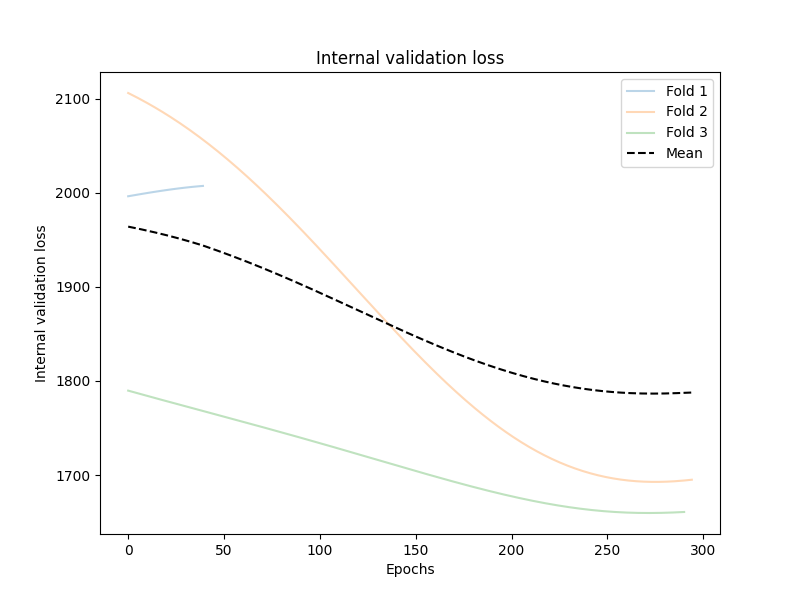 Internal validation loss
Fold 1
Fold 2
Fold 3
Mean
Internal validation loss
2100
2000
1900
1800
1700
0 50 100 150 200 250 300
Epochs